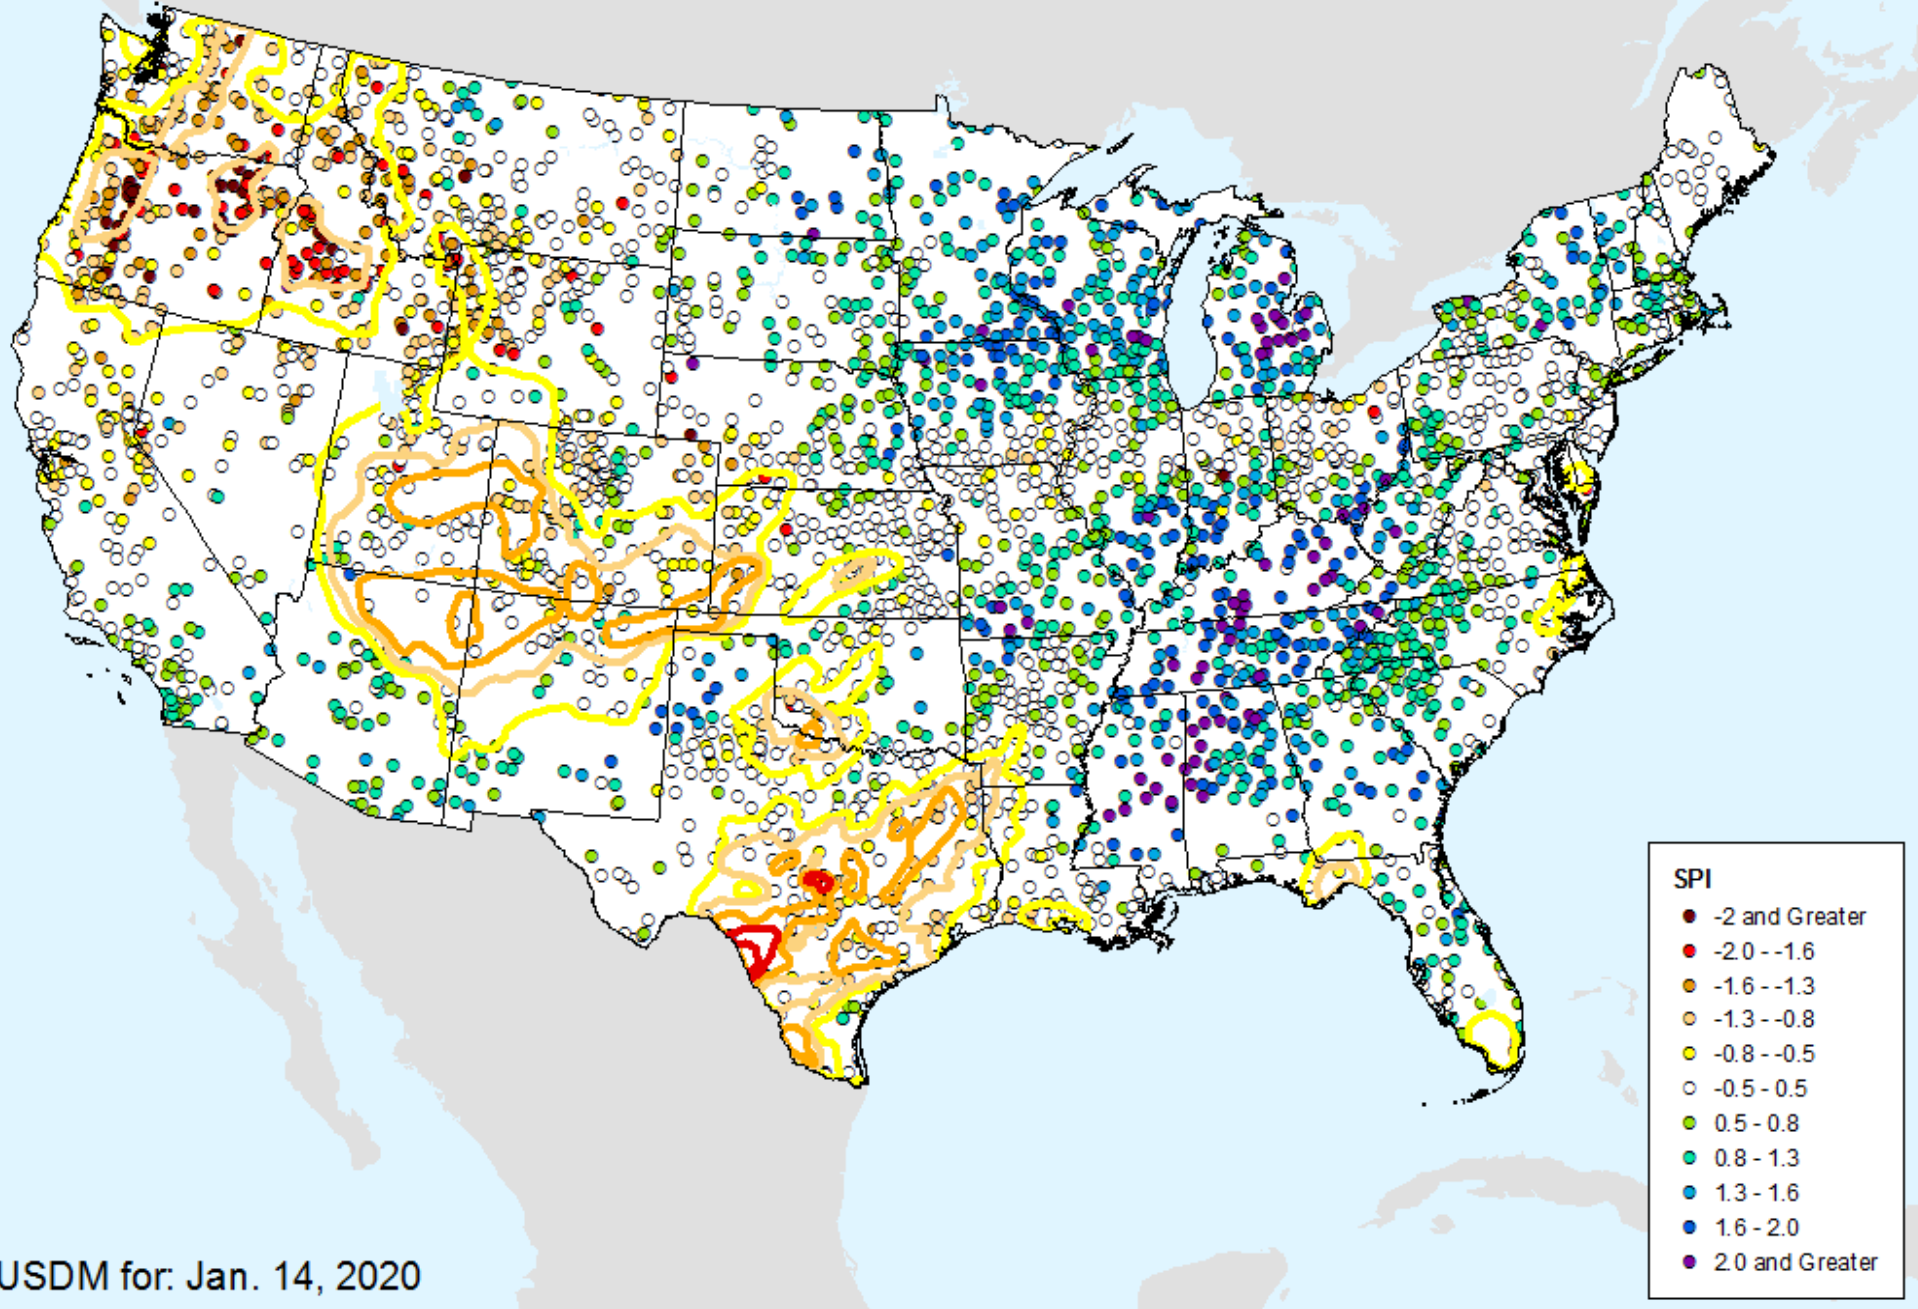 SPI
-2 and Greater
-2.0 - -1.6
-1.6 - -1.3
-1.3 - -0.8
-0.8 - -0.5
-0.5 - 0.5
0.5 - 0.8
0.8 - 1.3
1.3 - 1.6
1.6 - 2.0
2.0 and Greater
USDM for: Jan. 14, 2020